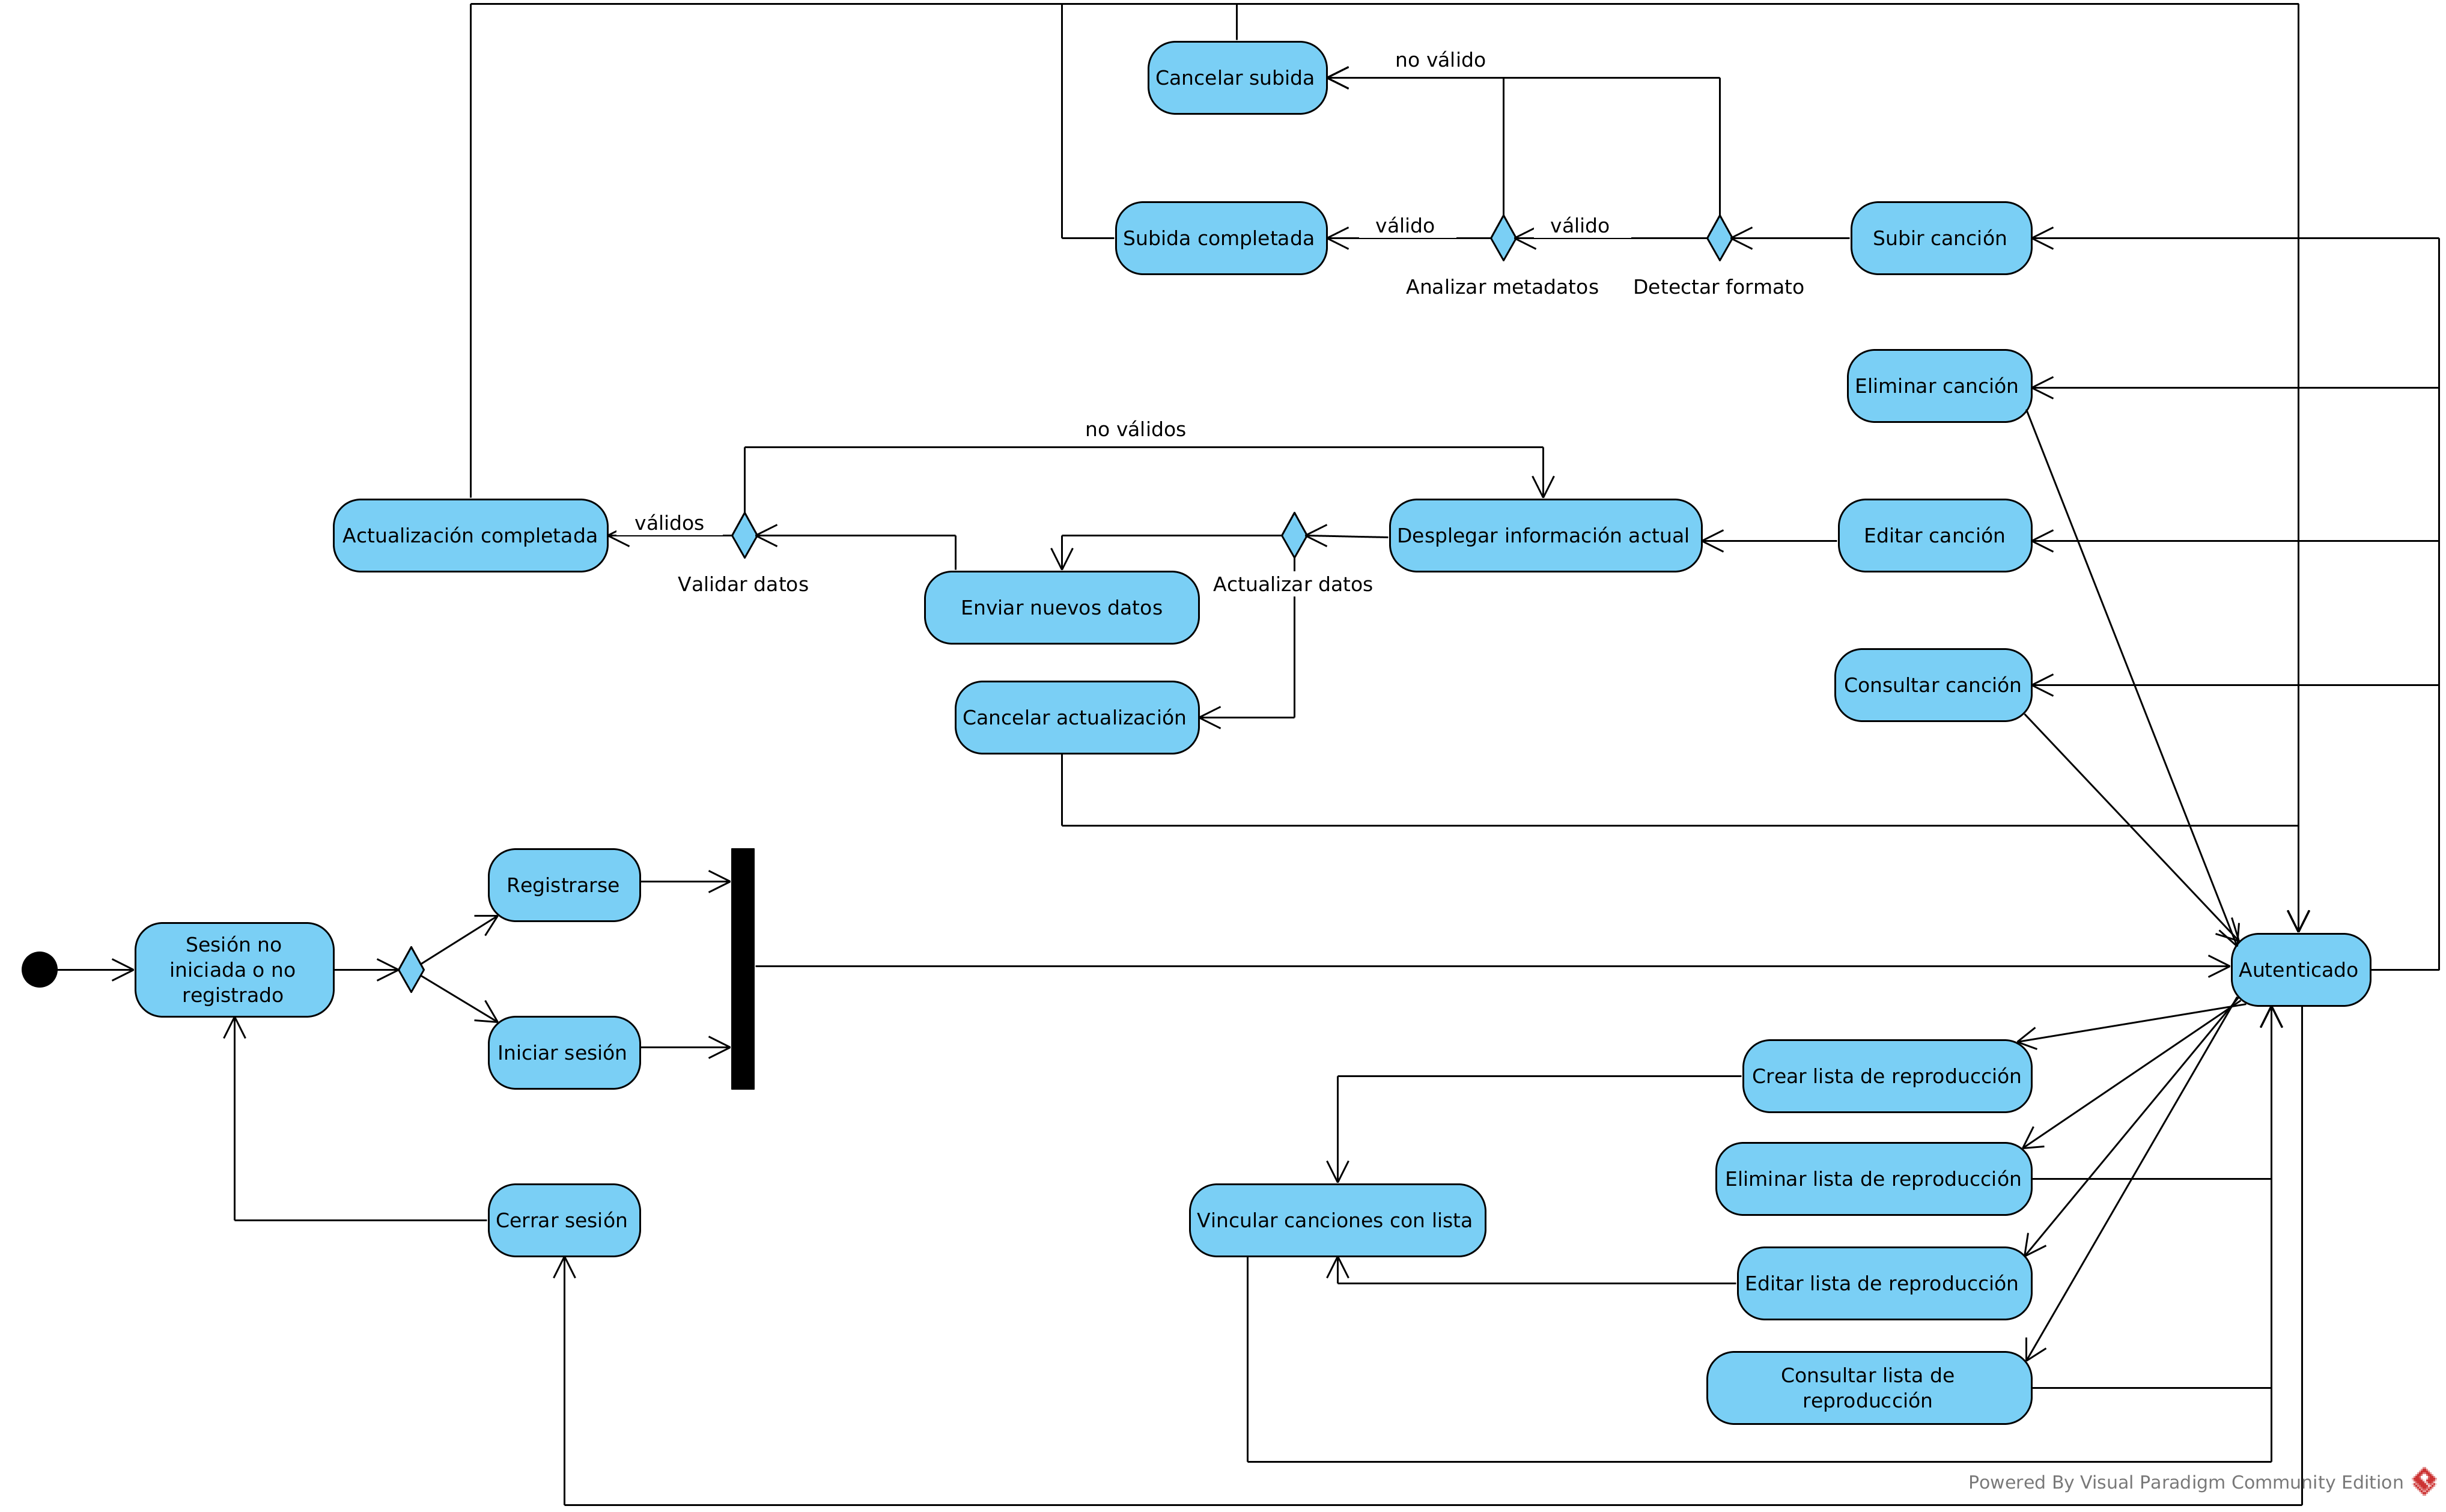 no válido
Cancelar subida
Subida completada
válido
válido
Subir canción
Analizar metadatos
Detectar formato
Eliminar canción
no válidos
Actualización completada
válidos
Desplegar información actual
Editar canción
Validar datos
Actualizar datos
Enviar nuevos datos
Cancelar actualización
Consultar canción
Registrarse
Sesión no
iniciada o no
registrado
Autenticado
Iniciar sesión
Crear lista de reproducción
Eliminar lista de reproducción
Cerrar sesión
Vincular canciones con lista
Editar lista de reproducción
Consultar lista de
reproducción
Powered By Visual Paradigm Community Edition